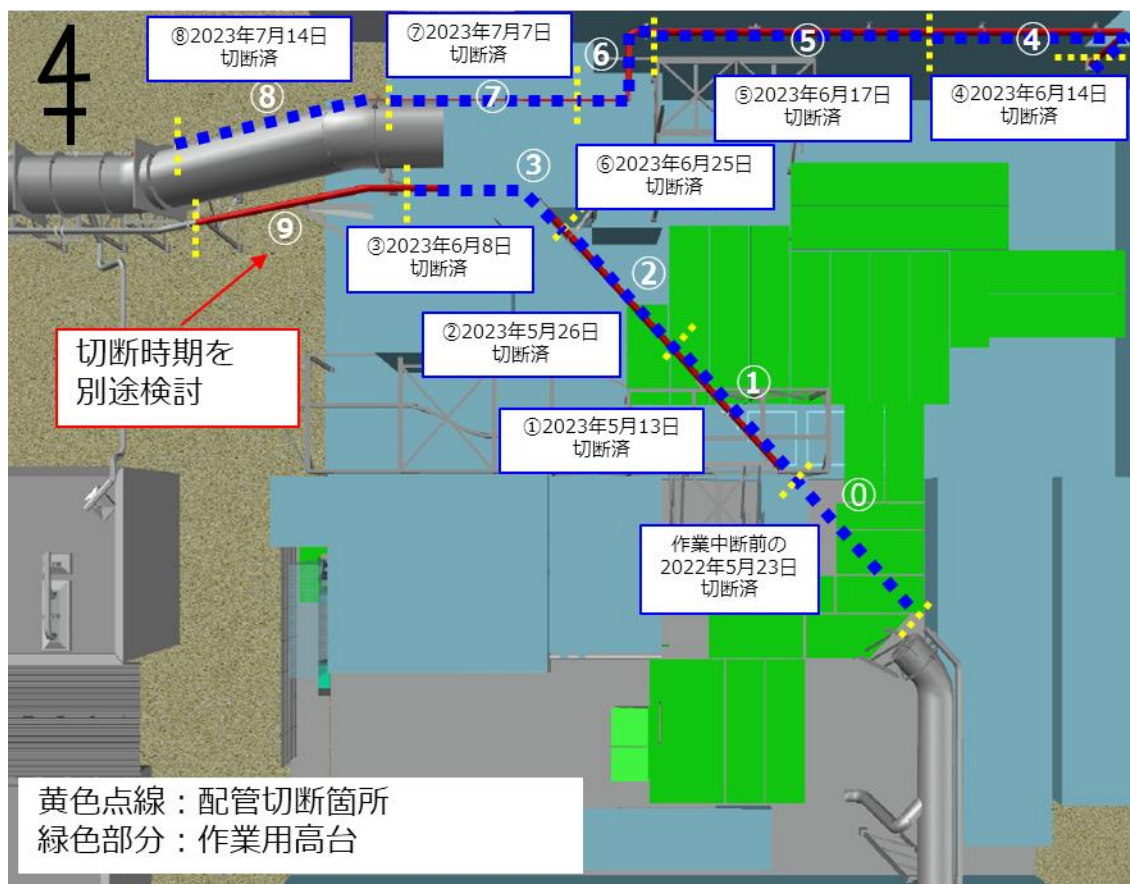 ⑧2023年7月14日
切断済
⑦2023年7月7日
切断済
⑥
⑤
④
⑧
⑦
⑤2023年6月17日
切断済
④2023年6月14日
切断済
③
⑥2023年6月25日
切断済
⑨
③2023年6月8日
切断済
②
切断時期を
別途検討
②2023年5月26日
切断済
①
①2023年5月13日
切断済
⓪
作業中断前の
2022年5月23日
切断済
黄色点線：配管切断箇所
緑色部分：作業用高台